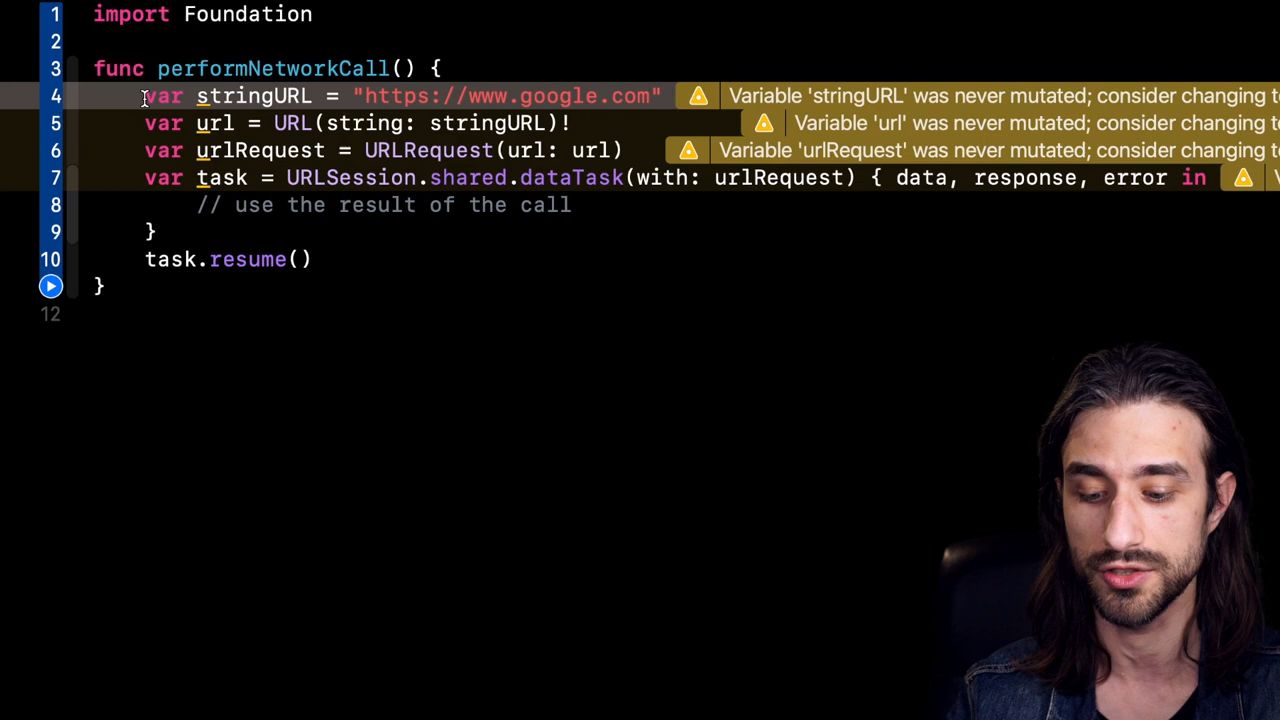 1 import Foundation
2
3 func performNetworkCall() {
4 var stringURL = "https://www.google.com" Variable 'stringURL' was never mutated; consider changing to
5 var url = URL(string: stringURL)! Variable 'url' was never mutated; consider changing to
6 var urlRequest = URLRequest(url: url) Variable 'urlRequest' was never mutated; consider changing to
7 var task = URLSession.shared.dataTask(with: urlRequest) { data, response, error in V
8 // use the result of the call
9 }
10 task.resume()
}
12